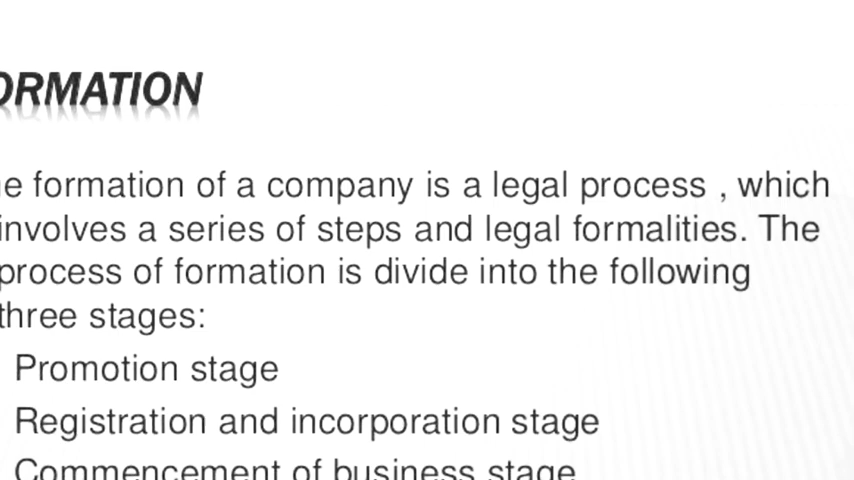 ORMATION
e formation of a company is a legal process , which
involves a series of steps and legal formalities. The
process of formation is divide into the following
three stages:
Promotion stage
Registration and incorporation stage
Commencement of business stage